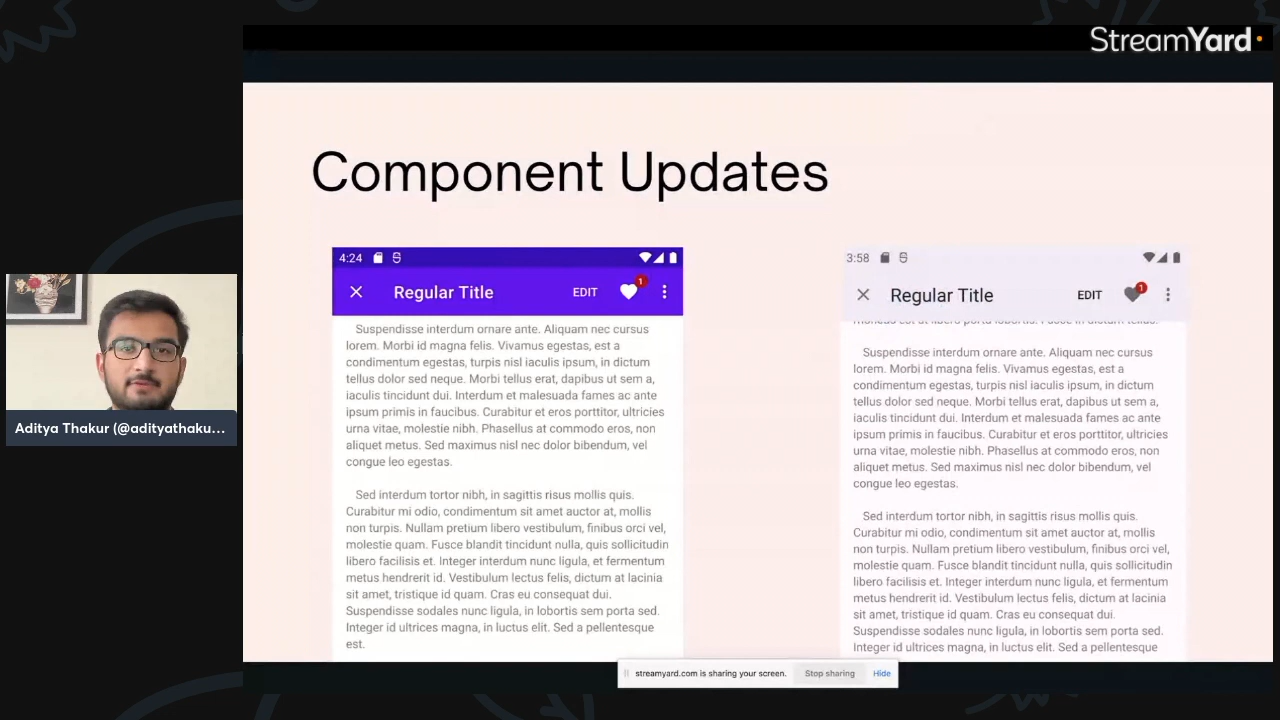 StreamYard
Component Updates
4:24
Regular Title
EDIT
1
Suspendisse interdum ornare ante. Aliquam nec cursus
lorem. Morbi id magna felis. Vivamus egestas, est a
condimentum egestas, turpis nisl iaculis ipsum, in dictum
tellus dolor sed neque. Morbi tellus erat, dapibus ut sem a,
iaculis tincidunt dui. Interdum et malesuada fames ac ante
ipsum primis in faucibus. Curabitur et eros porttitor, ultricies
urna vitae, molestie nibh. Phasellus at commodo eros, non
aliquet metus. Sed maximus nisl nec dolor bibendum, vel
congue leo egestas.
Sed interdum tortor nibh, in sagittis risus mollis quis.
Curabitur mi odio, condimentum sit amet auctor at, mollis
non turpis. Nullam pretium libero vestibulum, finibus orci vel,
molestie quam. Fusce blandit tincidunt nulla, quis sollicitudin
libero facilisis et. Integer interdum nunc ligula, et fermentum
metus hendrerit id. Vestibulum lectus felis, dictum at lacinia
sit amet, tristique id quam. Cras eu consequat dui.
Suspendisse sodales nunc ligula, in lobortis sem porta sed.
Integer id ultrices magna, in luctus elit. Sed a pellentesque
est.
3:58
Regular Title
EDIT
1
Suspendisse interdum ornare ante. Aliquam nec cursus
lorem. Morbi id magna felis. Vivamus egestas, est a
condimentum egestas, turpis nisl iaculis ipsum, in dictum
tellus dolor sed neque. Morbi tellus erat, dapibus ut sem a,
iaculis tincidunt dui. Interdum et malesuada fames ac ante
ipsum primis in faucibus. Curabitur et eros porttitor, ultricies
urna vitae, molestie nibh. Phasellus at commodo eros, non
aliquet metus. Sed maximus nisl nec dolor bibendum, vel
congue leo egestas.
Sed interdum tortor nibh, in sagittis risus mollis quis.
Curabitur mi odio, condimentum sit amet auctor at, mollis
non turpis. Nullam pretium libero vestibulum, finibus orci vel,
molestie quam. Fusce blandit tincidunt nulla, quis sollicitudin
libero facilisis et. Integer interdum nunc ligula, et fermentum
metus hendrerit id. Vestibulum lectus felis, dictum at lacinia
sit amet, tristique id quam. Cras eu consequat dui.
Suspendisse sodales nunc ligula, in lobortis sem porta sed.
Integer id ultrices magna, in luctus elit. Sed a pellentesque
Aditya Thakur (@adityathaku...
streamyard.com is sharing your screen.
Stop sharing
Hide